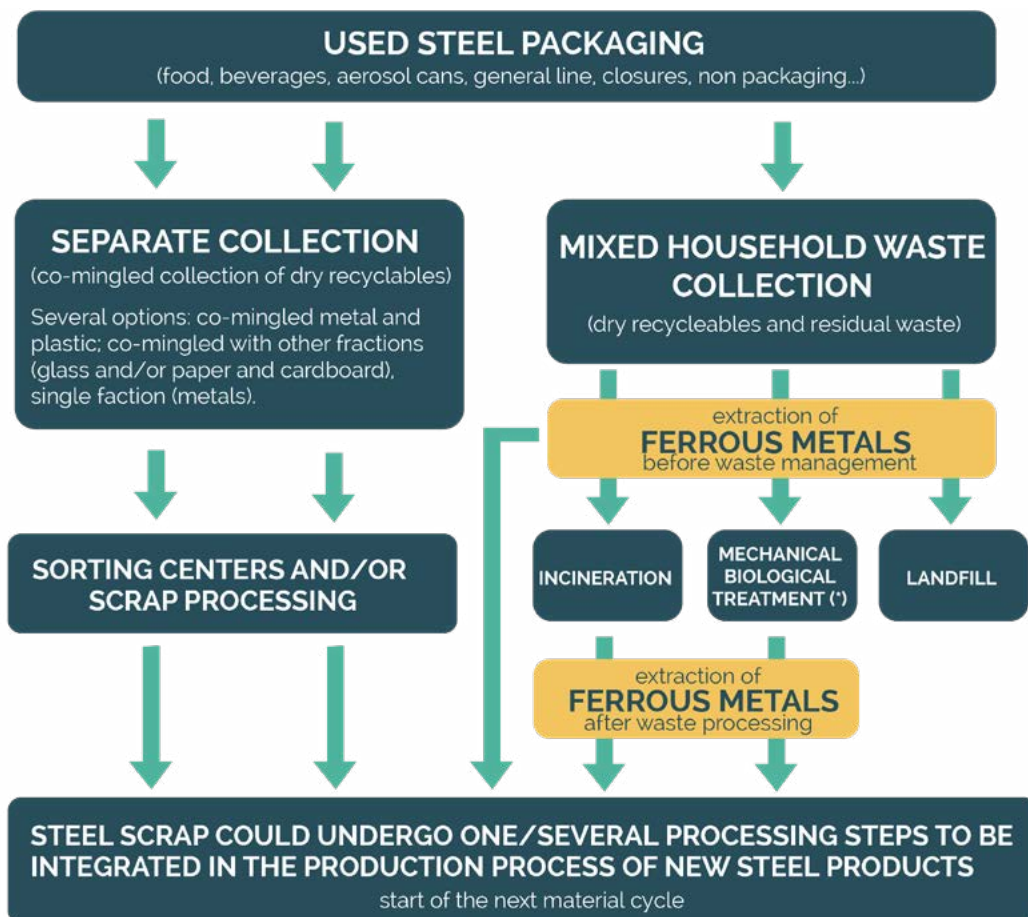 USED STEEL PACKAGING
(food, beverages, aerosol cans, general line, closures, non packaging...)
SEPARATE COLLECTION
(co-mingled collection of dry recyclables)
Several options: co-mingled metal and
plastic; co-mingled with other fractions
(glass and/or paper and cardboard),
single faction (metals).
MIXED HOUSEHOLD WASTE
COLLECTION
(dry recycleables and residual waste)
extraction of
FERROUS METALS
before waste management
SORTING CENTERS AND/OR
SCRAP PROCESSING
INCINERATION
MECHANICAL
BIOLOGICAL
TREATMENT (*)
LANDFILL
extraction of
FERROUS METALS
after waste processing
STEEL SCRAP COULD UNDERGO ONE/SEVERAL PROCESSING STEPS TO BE
INTEGRATED IN THE PRODUCTION PROCESS OF NEW STEEL PRODUCTS
start of the next material cycle